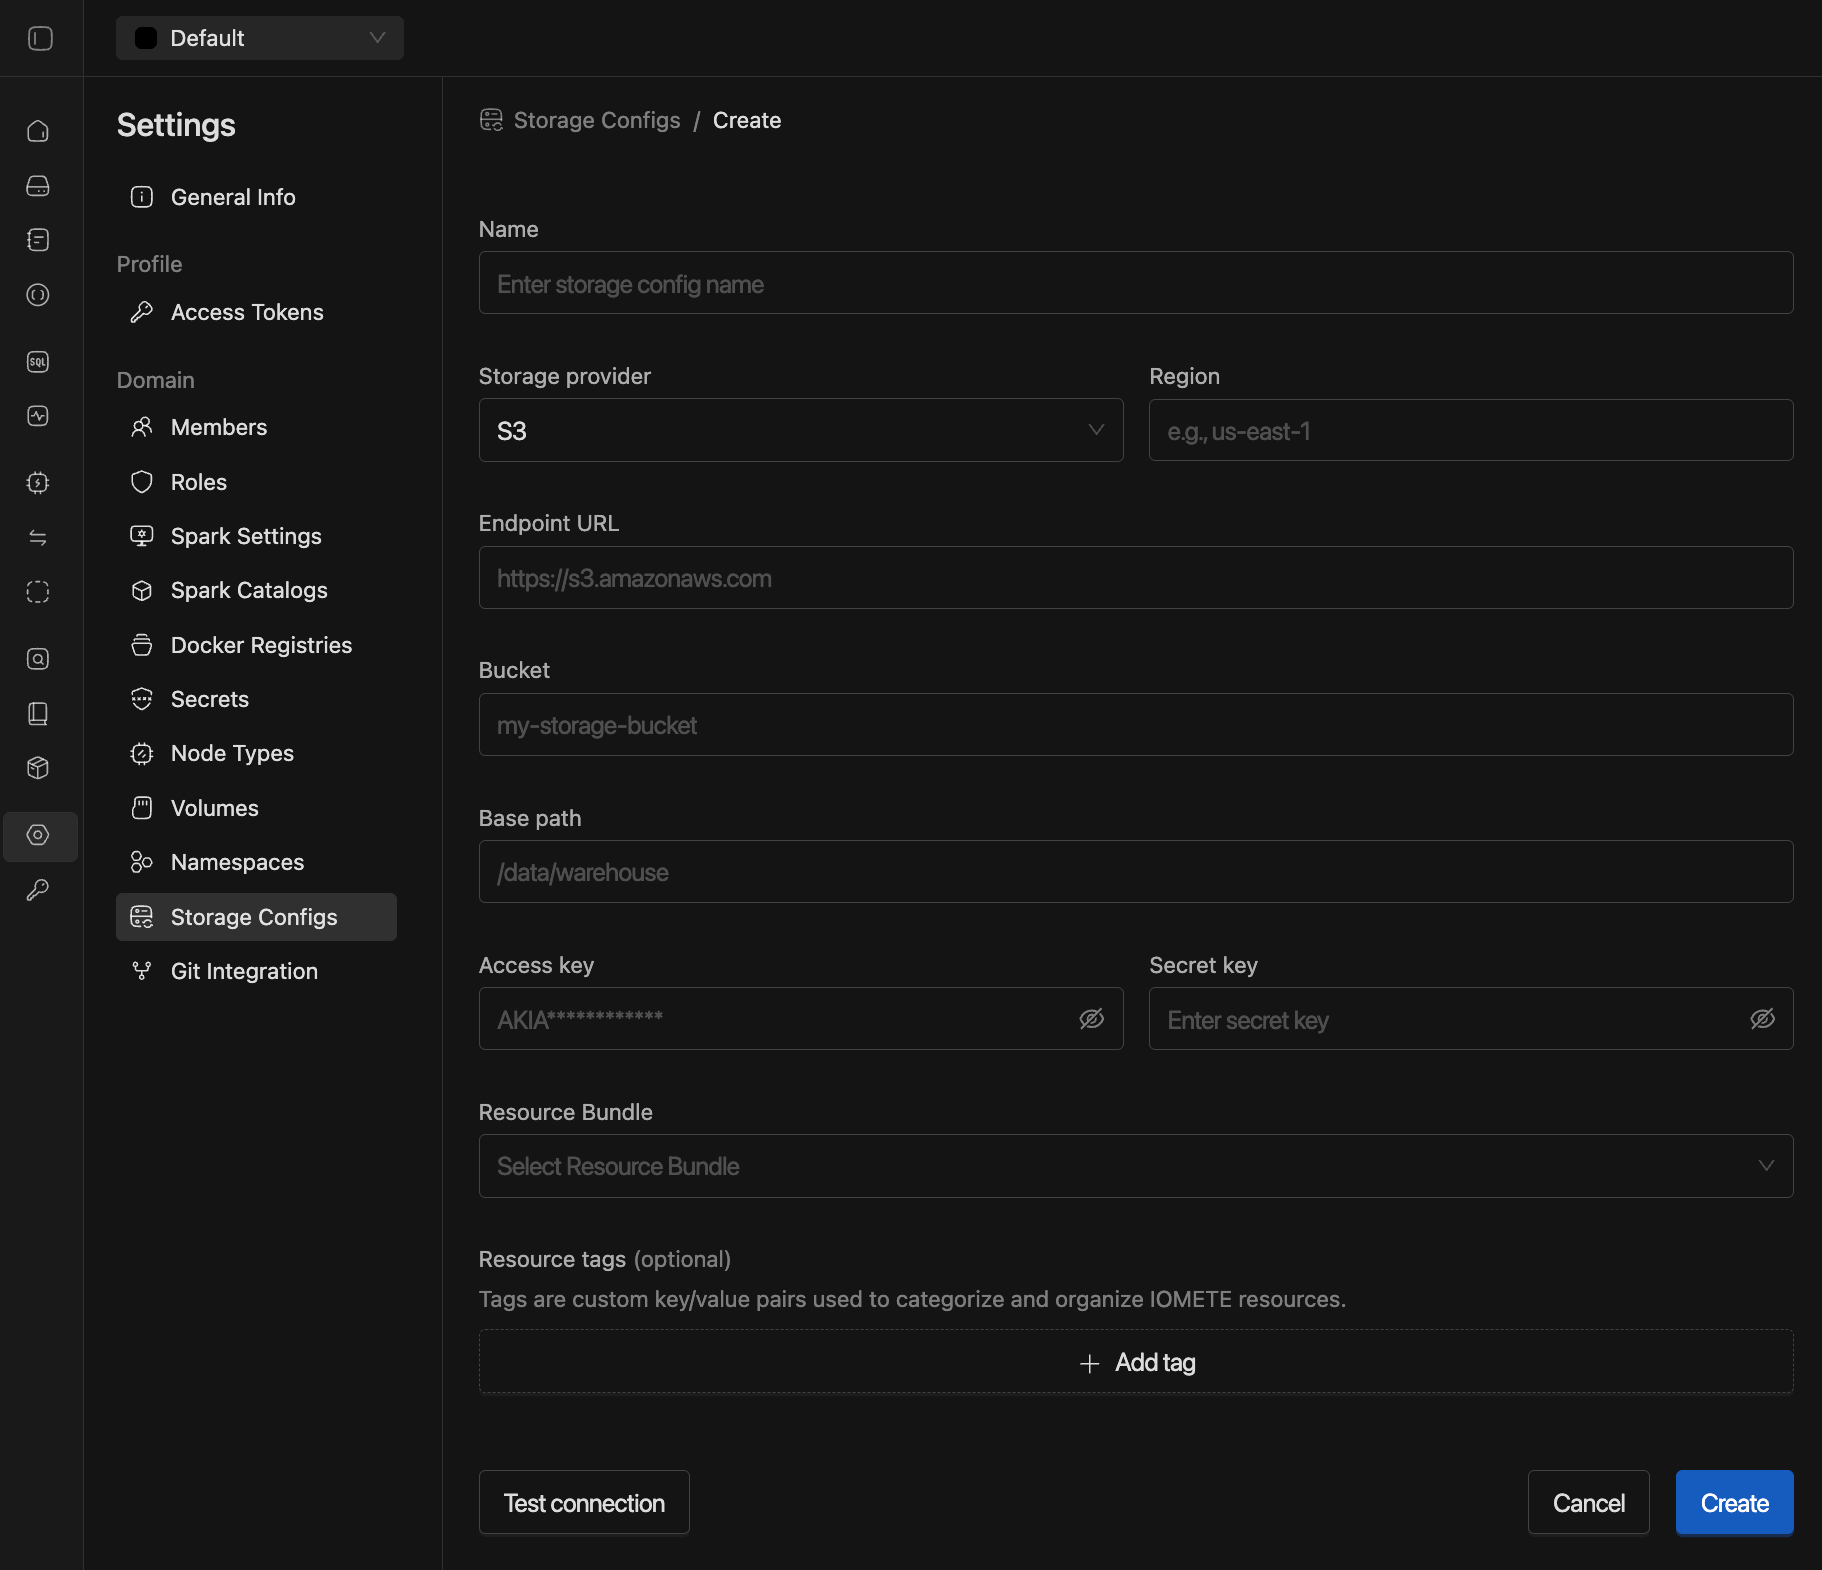 Default
Settings
General Info
Profile
Access Tokens
Domain
Members
Roles
Spark Settings
Spark Catalogs
Docker Registries
Secrets
Node Types
Volumes
Namespaces
Storage Configs
Git Integration
SQL
Storage Configs / Create
Name
Enter storage config name
Storage provider
S3
Region
e.g., us-east-1
Endpoint URL
https://s3.amazonaws.com
Bucket
my-storage-bucket
Base path
/data/warehouse
Access key
AKIA************
Secret key
Enter secret key
Resource Bundle
Select Resource Bundle
Resource tags (optional)
Tags are custom key/value pairs used to categorize and organize IOMETE resources.
Add tag
Test connection
Cancel
Create